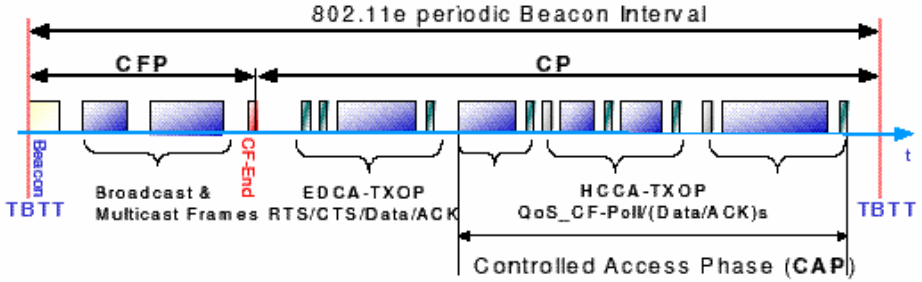 802.11e periodic Beacon Interval
CFP
CP
Beacon
CF-End
t
Broadcast &
Multicast Frames
EDCA-TXOP
RTS/CTS/Data/ACK
HCCA-TXOP
QoS_CF-Poll/(Data/ACK)s
TBTT
TBTT
Controlled Access Phase (CAP)